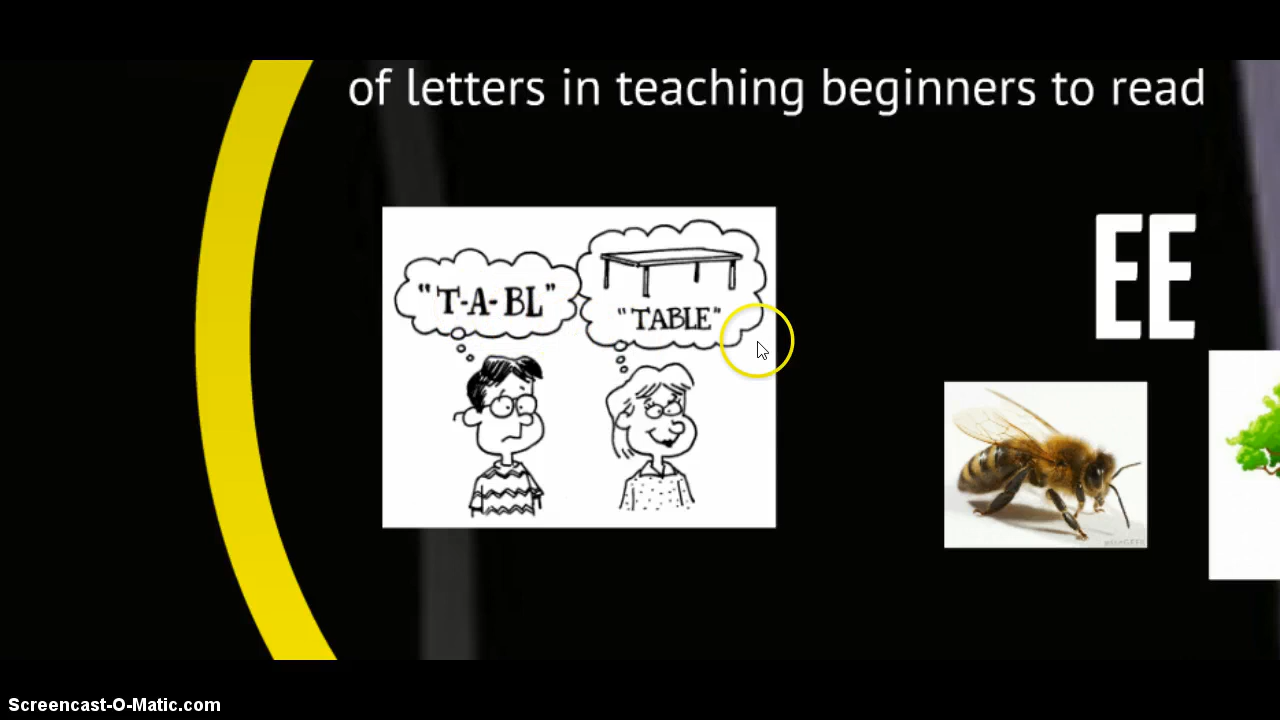 of letters in teaching beginners to read
"T-A-BL"
"TABLE"
EE
Screencast-O-Matic.com